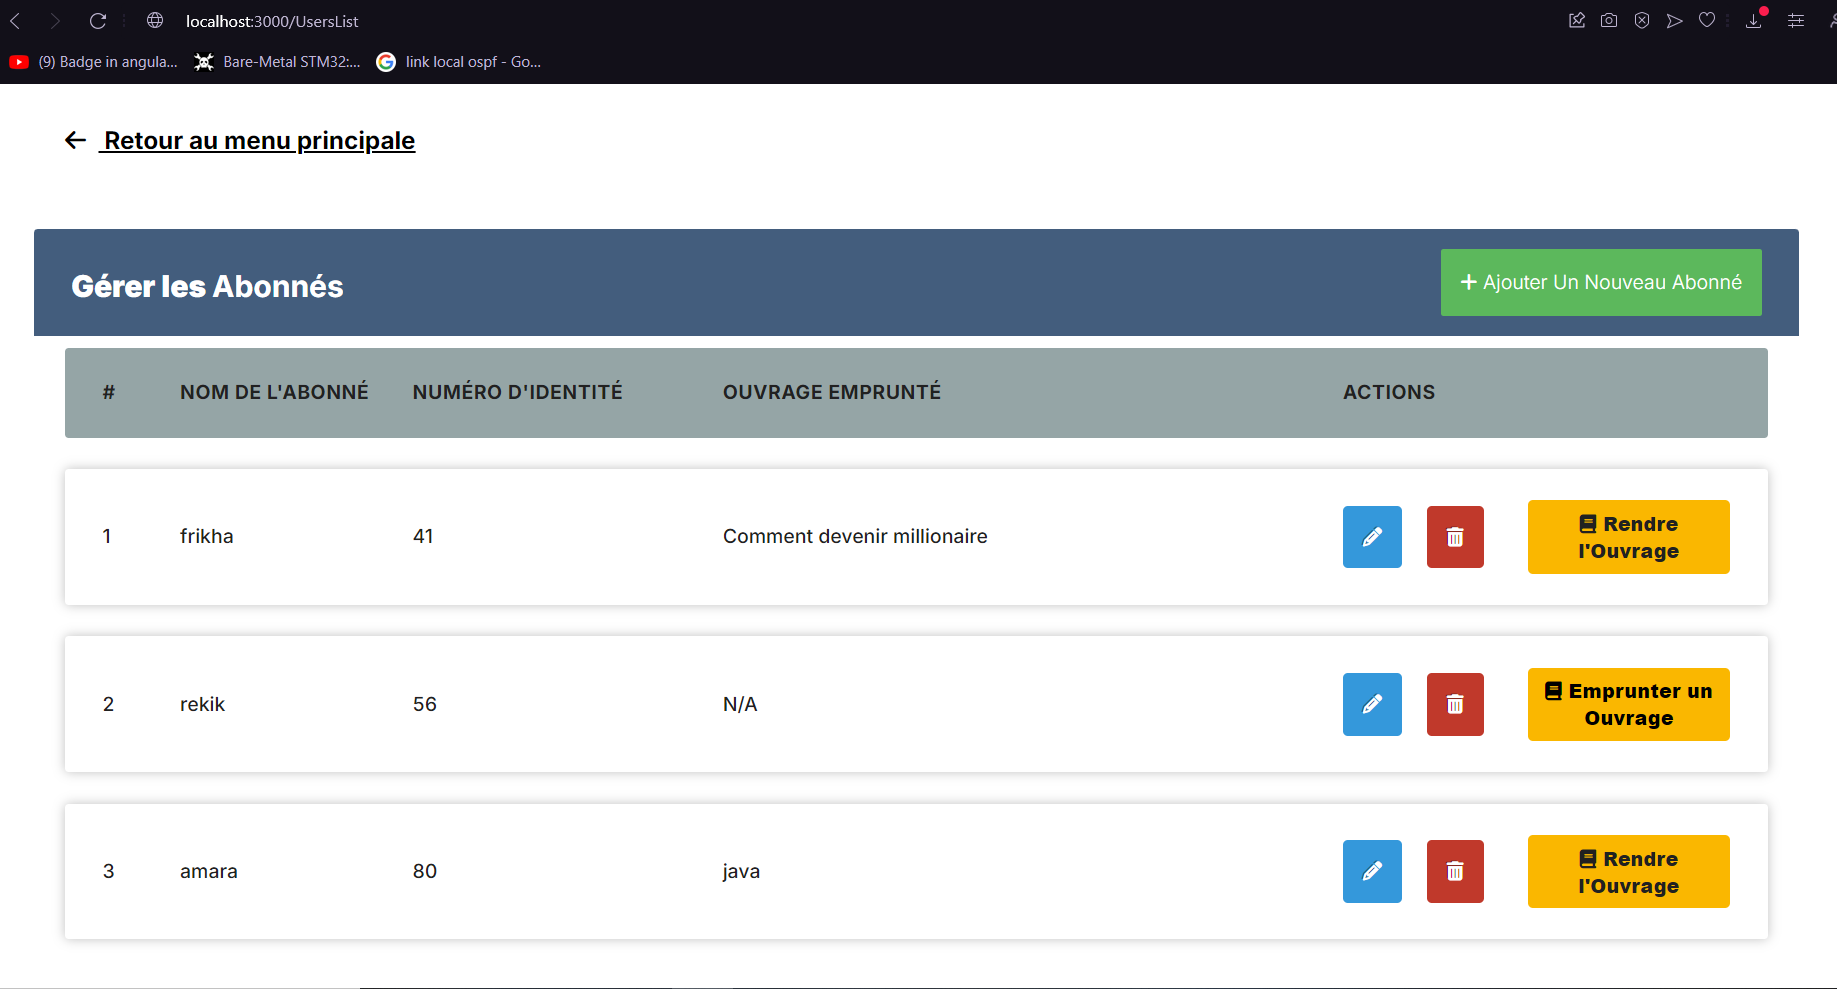 localhost:3000/UsersList
(9) Badge in angula... Bare-Metal STM32:... link local ospf - Go...
Retour au menu principale
Gérer les Abonnés
+ Ajouter Un Nouveau Abonné
# NOM DE L'ABONNÉ NUMÉRO D'IDENTITÉ OUVRAGE EMPRUNTÉ ACTIONS
1 frikha 41 Comment devenir millionaire
Rendre
l'Ouvrage
2 rekik 56 N/A
Emprunter un
Ouvrage
3 amara 80 java
Rendre
l'Ouvrage